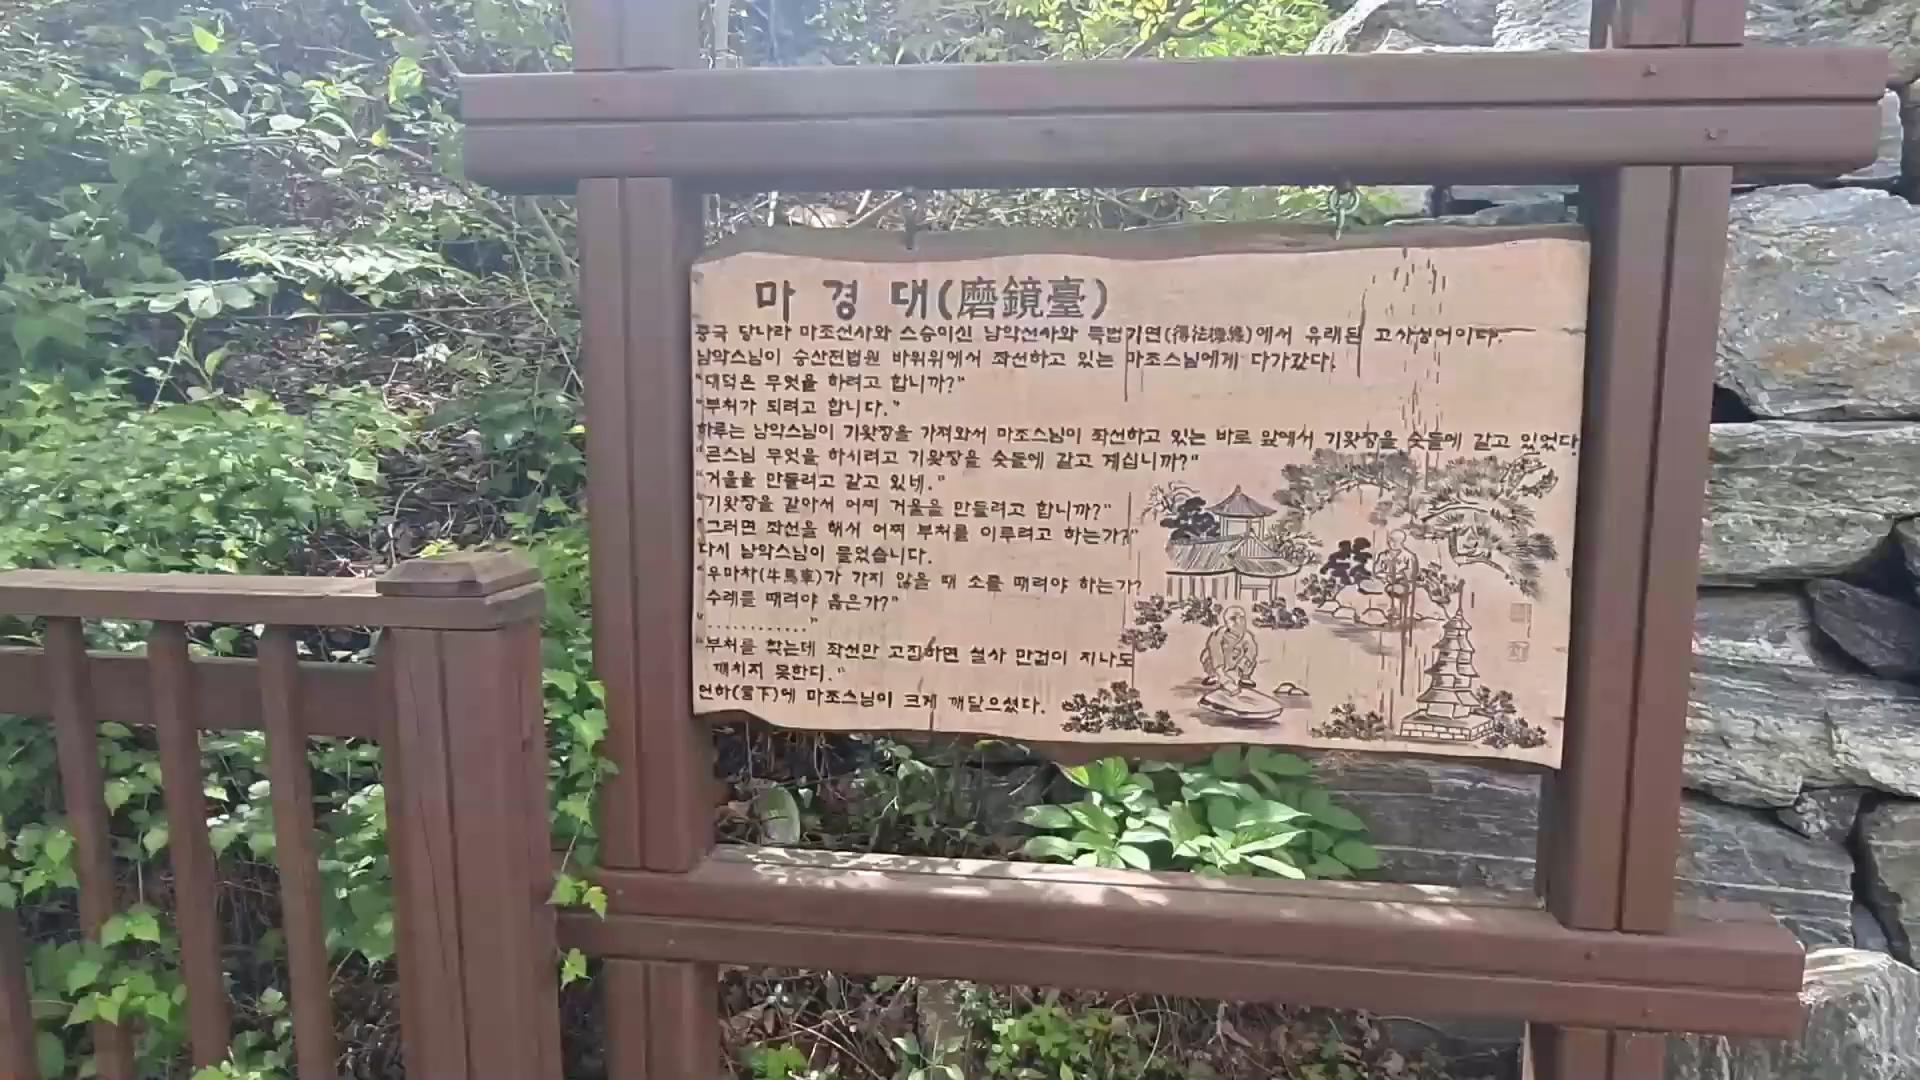 마 경 대(磨鏡臺)
중국 당나라 마조선사와 스승이신 남악선사와 득법기연(得法機緣)에서 유래된 고사성어이다.
남악스님이 숭산전법원 바위위에서 좌선하고 있는 마조스님에게 다가갔다.
"대덕은 무엇을 하려고 합니까?"
"부처가 되려고 합니다."
하루는 남악스님이 기왓장을 가져와서 마조스님이 좌선하고 있는 바로 앞에서 기왓장을 숫돌에 갈고 있었다
"큰스님 무엇을 하시려고 기왓장을 숫돌에 갈고 계십니까?"
"거울을 만들려고 갈고 있네."
"기왓장을 갈아서 어찌 거울을 만들려고 합니까?"
"그러면 좌선을 해서 어찌 부처를 이루려고 하는가?"
다시 남악스님이 물었습니다.
"우마차(牛馬車)가 가지 않을 때 소를 때려야 하는가?
수레를 때려야 옳은가?"
"............"
"부처를 찾는데 좌선만 고집하면 설사 만겁이 지나도
깨치지 못한다."
언하(言下)에 마조스님이 크게 깨달으셨다.